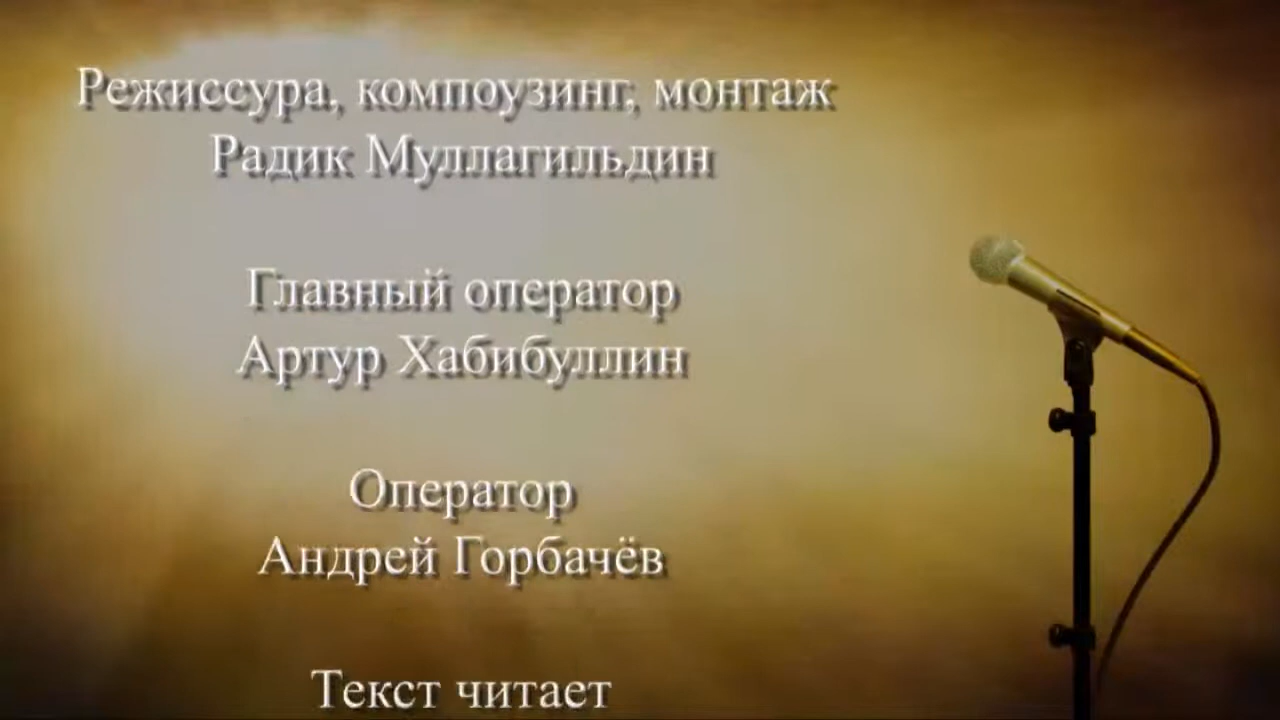 Режиссура, компоузинг, монтаж
Радик Муллагильдин
Главный оператор
Артур Хабибуллин
Оператор
Андрей Горбачёв
Текст читает